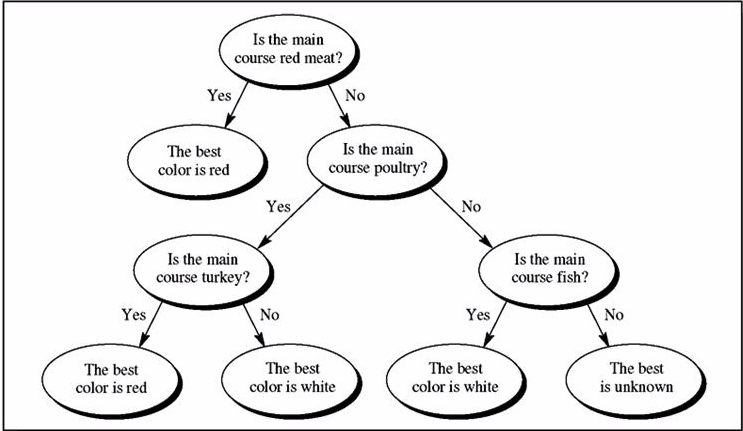 Is the main
course red meat?
Yes
No
The best
color is red
Is the main
course poultry?
Yes
No
Is the main
course turkey?
Is the main
course fish?
Yes
No
Yes
No
The best
color is red
The best
color is white
The best
color is white
The best
is unknown